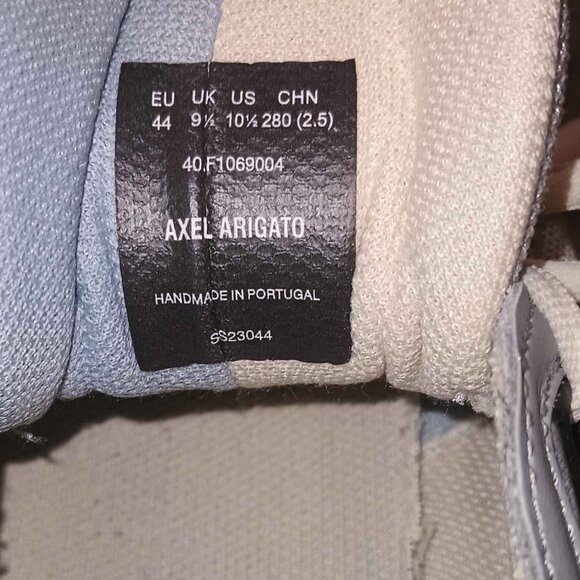 EU UK US CHN
44 9½ 10½ 280 (2.5)
40.F1069004
AXEL ARIGATO
HANDMADE IN PORTUGAL
SS23044